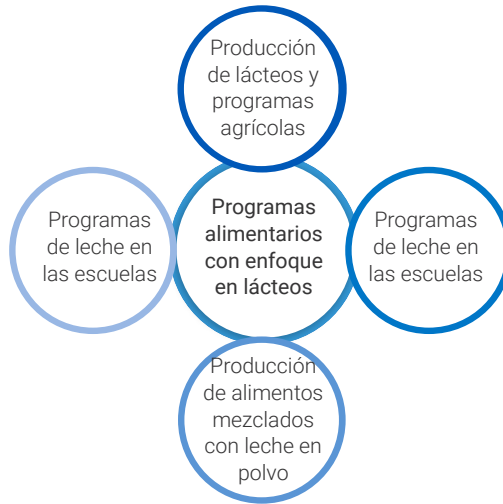 Producción
de lácteos y
programas
agrícolas
Programas
de leche en
las escuelas
Programas
alimentarios
con enfoque
en lácteos
Programas
de leche en
las escuelas
Producción
de alimentos
mezclados
con leche en
polvo